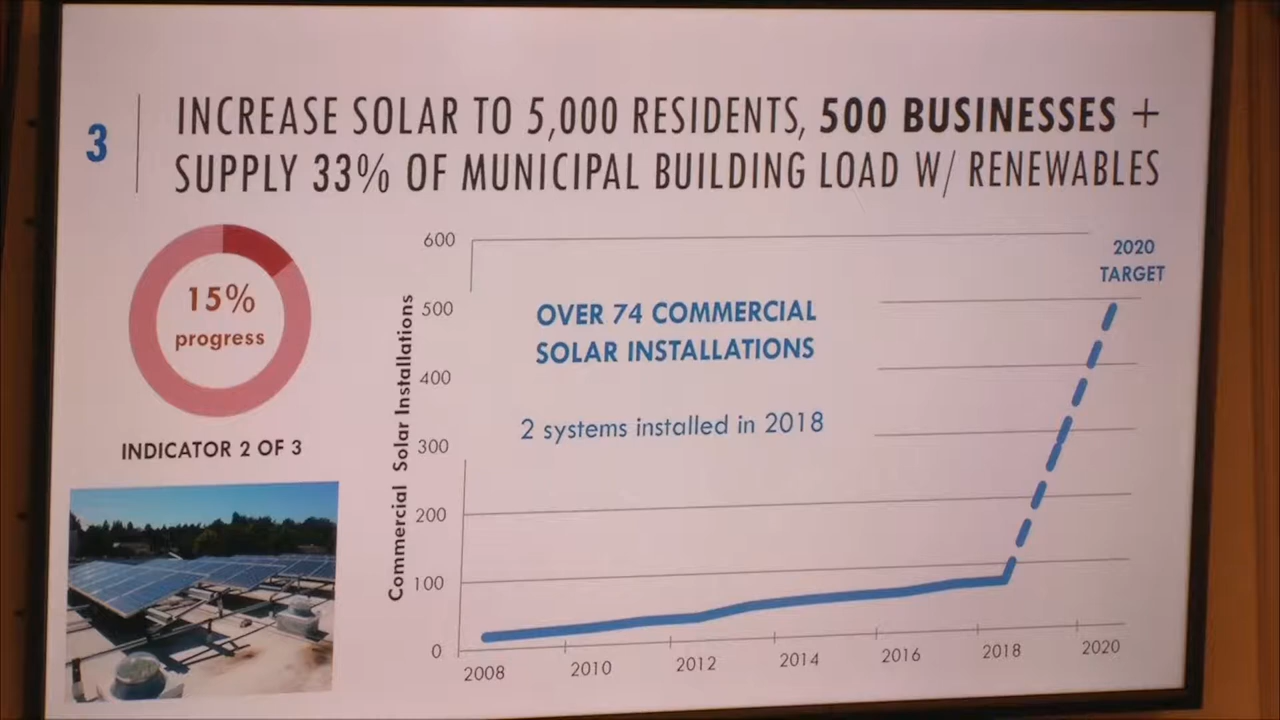 3
INCREASE SOLAR TO 5,000 RESIDENTS, 500 BUSINESSES +
SUPPLY 33% OF MUNICIPAL BUILDING LOAD W/ RENEWABLES
15%
progress
INDICATOR 2 OF 3
Commercial Solar Installations
600
500
400
300
200
100
0
OVER 74 COMMERCIAL
SOLAR INSTALLATIONS
2 systems installed in 2018
2020
TARGET
2008
2010
2012
2014
2016
2018
2020